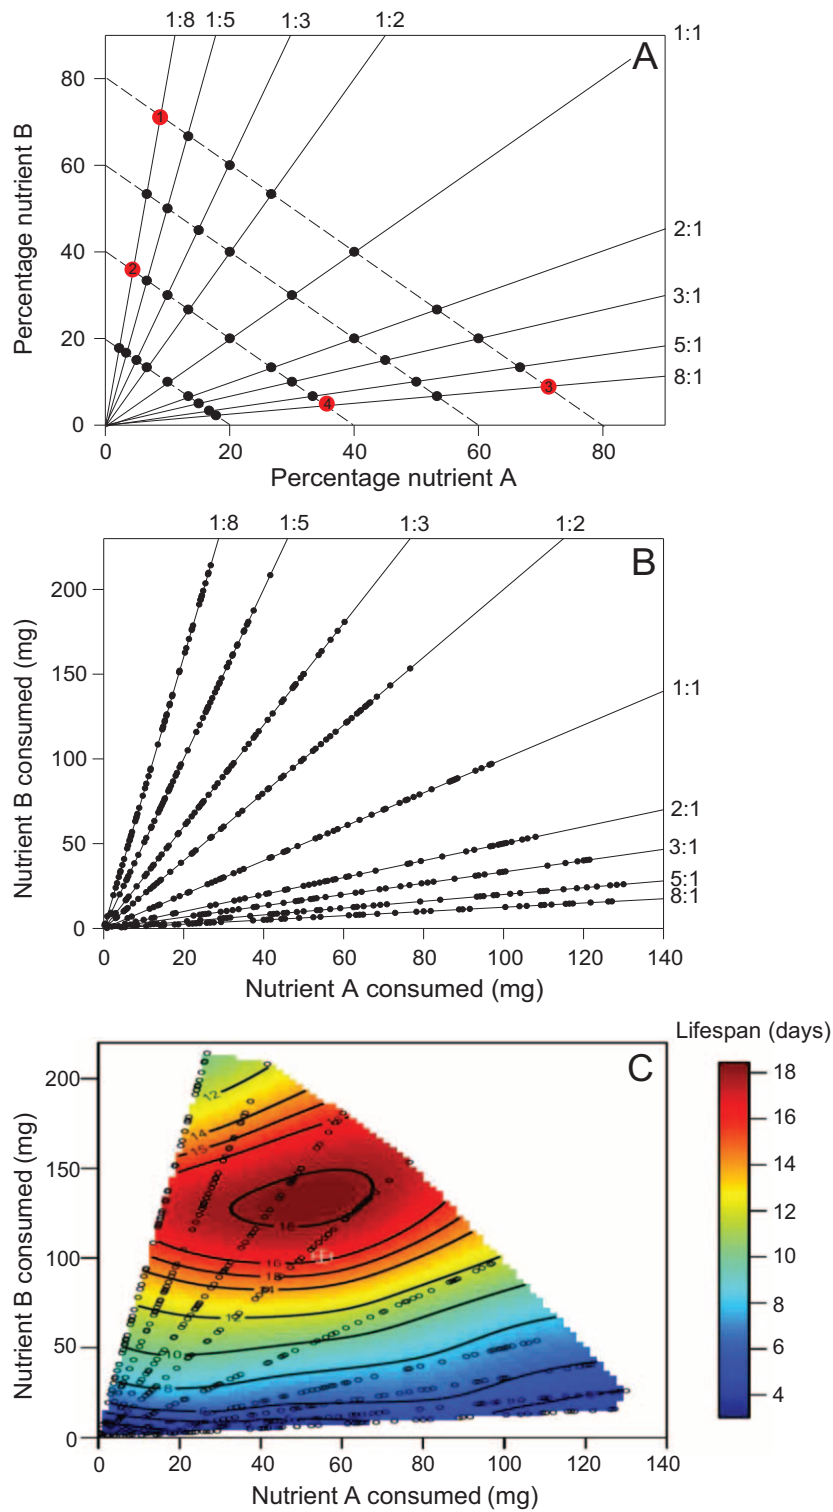 1:8 1:5 1:3 1:2 1:1
A
80
60
40
20
0
Percentage nutrient B
1
2
3
4
2:1
3:1
5:1
8:1
0 20 40 60 80
Percentage nutrient A
1:8 1:5 1:3 1:2
B
200
150
100
50
0
Nutrient B consumed (mg)
1:1
2:1
3:1
5:1
8:1
0 20 40 60 80 100 120 140
Nutrient A consumed (mg)
Lifespan (days)
C
200
150
100
50
0
Nutrient B consumed (mg)
12
14
15
16
10
8
18
16
14
12
10
8
6
4
0 20 40 60 80 100 120 140
Nutrient A consumed (mg)